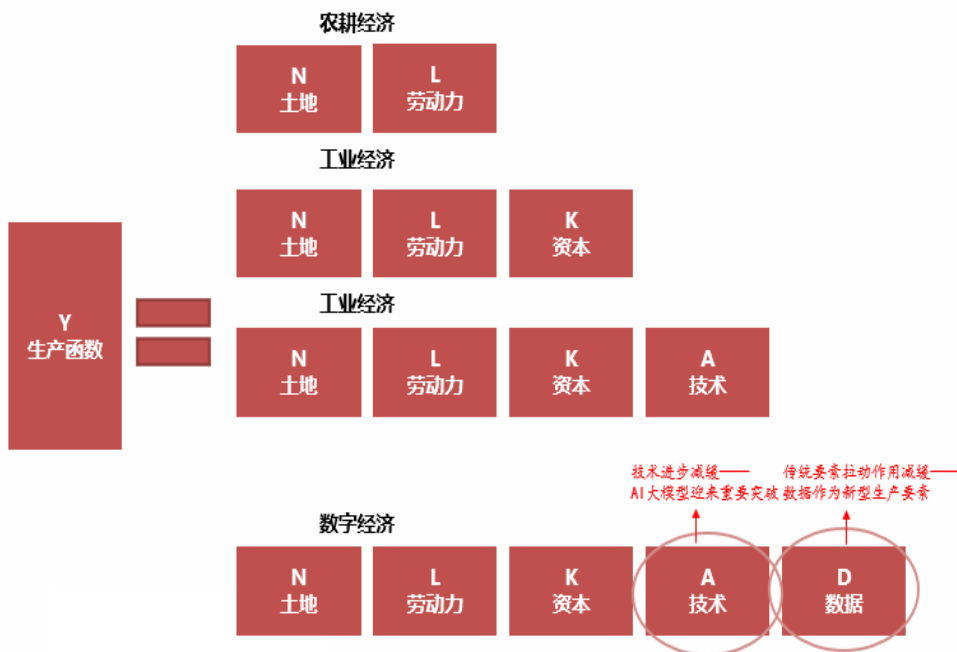 农耕经济
N
土地
L
劳动力
工业经济
N
土地
L
劳动力
K
资本
Y
生产函数
工业经济
N
土地
L
劳动力
K
资本
A
技术
技术进步减缓——
AI大模型迎来重要突破
传统要素拉动作用减缓——
数据作为新型生产要素
数字经济
N
土地
L
劳动力
K
资本
A
技术
D
数据